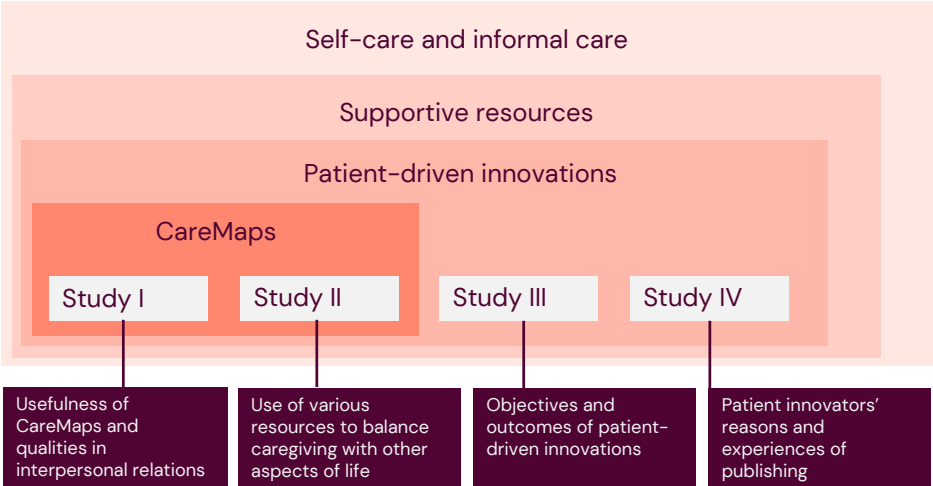 Self-care and informal care
Supportive resources
Patient-driven innovations
CareMaps
Study I
Study II
Study III
Study IV
Usefulness of
CareMaps and
qualities in
interpersonal relations
Use of various
resources to balance
caregiving with other
aspects of life
Objectives and
outcomes of patient-
driven innovations
Patient innovators’
reasons and
experiences of
publishing